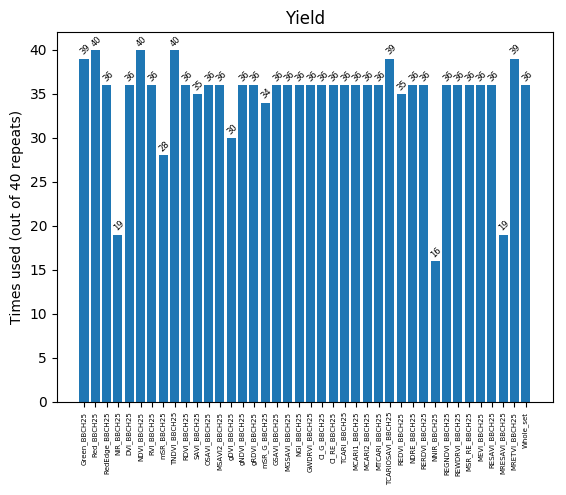 Yield
Times used (out of 40 repeats)
40
35
30
25
20
15
10
5
0
39
40
36
19
36
40
36
28
40
36
35
36
36
30
36
36
34
36
36
36
36
36
36
36
36
36
36
39
35
36
36
16
36
36
36
36
36
19
39
36
Green_BBCH25
Red_BBCH25
RedEdge_BBCH25
NIR_BBCH25
DVI_BBCH25
NDVI_BBCH25
RVI_BBCH25
mSR_BBCH25
TNDVI_BBCH25
RDVI_BBCH25
SAVI_BBCH25
OSAVI_BBCH25
MSAVI2_BBCH25
gDVI_BBCH25
gNDVI_BBCH25
gRDVI_BBCH25
mSR_G_BBCH25
GSAVI_BBCH25
MGSAVI_BBCH25
NGI_BBCH25
GWDRVI_BBCH25
CI_G_BBCH25
CI_RE_BBCH25
TCARI_BBCH25
MCARI1_BBCH25
MCARI2_BBCH25
MTCARI_BBCH25
TCARIOSAVI_BBCH25
REDVI_BBCH25
NDRE_BBCH25
RERDVI_BBCH25
NNIR_BBCH25
REGNDVI_BBCH25
REWDRVI_BBCH25
MSR_RE_BBCH25
MEVI_BBCH25
RESAVI_BBCH25
MRESAVI_BBCH25
MRETVI_BBCH25
Whole_set